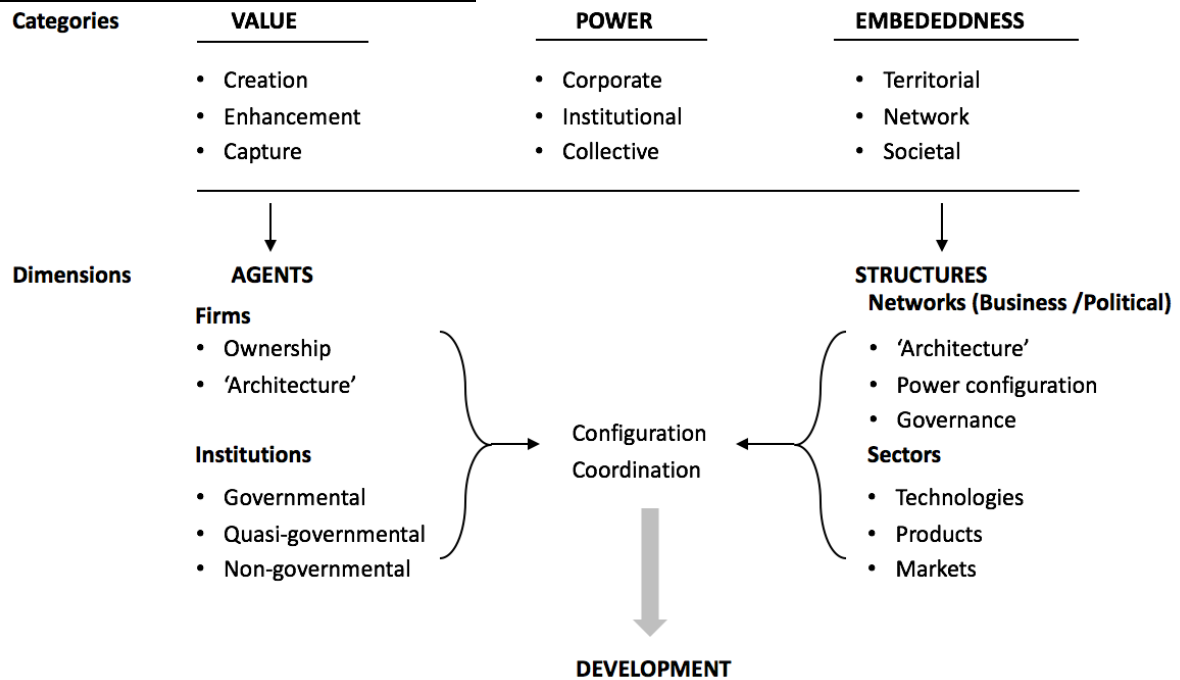 Categories VALUE POWER EMBEDEDDNESS
• Creation • Corporate • Territorial
• Enhancement • Institutional • Network
• Capture • Collective • Societal
Dimensions AGENTS STRUCTURES
Networks (Business /Political)
Firms
• Ownership • ‘Architecture’
• ‘Architecture’ • Power configuration
• Governance
Configuration
Institutions Sectors
Coordination
• Governmental • Technologies
• Quasi-governmental • Products
• Non-governmental • Markets
DEVELOPMENT